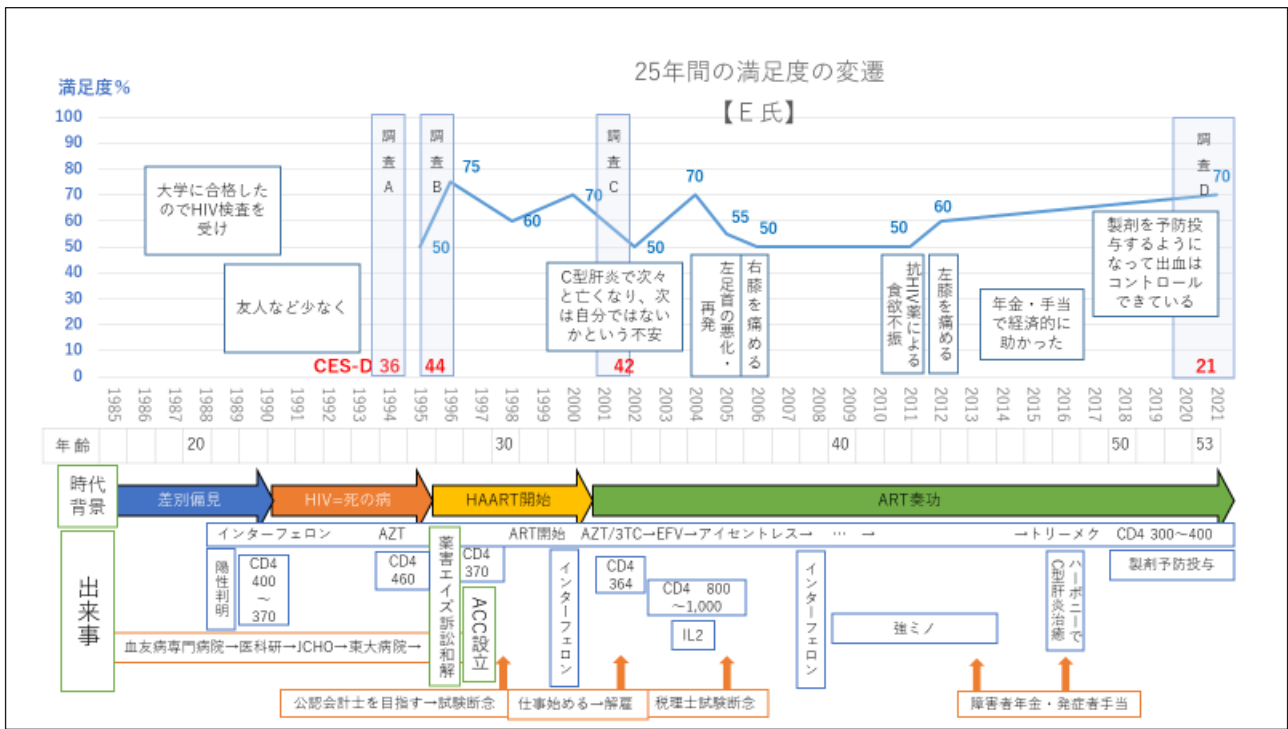 25年間の満足度の変遷
【E 氏】
満足度%
100
90
80
70
60
50
40
30
20
10
0
調査A
調査B
調査C
調査D
50
75
60
70
50
70
55
50
50
60
70
大学に合格した
のでHIV検査を
受け
友人など少なく
C型肝炎で次々
と亡くなり、次
は自分ではない
かという不安
左足首の悪化・
再発
右膝を痛める
抗HIV薬による
食欲不振
左膝を痛める
年金・手当
で経済的に
助かった
製剤を予防投
与するように
なって出血は
コントロール
できている
CES-D 36
44
42
21
1985 1986 1987 1988 1989 1990 1991 1992 1993 1994 1995 1996 1997 1998 1999 2000 2001 2002 2003 2004 2005 2006 2007 2008 2009 2010 2011 2012 2013 2014 2015 2016 2017 2018 2019 2020 2021
年齢 20 30 40 50 53
時代
背景
差別偏見
HIV=死の病
HAART開始
ART奏功
出来事
インターフェロン AZT
ART開始 AZT/3TC→EFV→アイセントレス→ … → →トリーメク CD4 300〜400
陽性判明
CD4
400
〜
370
CD4
460
薬害エイズ訴訟和解
CD4
370
ACC設立
インターフェロン
CD4
364
CD4 800
〜1,000
IL2
インターフェロン
強ミノ
ハーボニーで
C型肝炎治癒
製剤予防投与
血友病専門病院→医科研→JCHO→東大病院→
公認会計士を目指す→試験断念
仕事始める→解雇
税理士試験断念
障害者年金・発症者手当